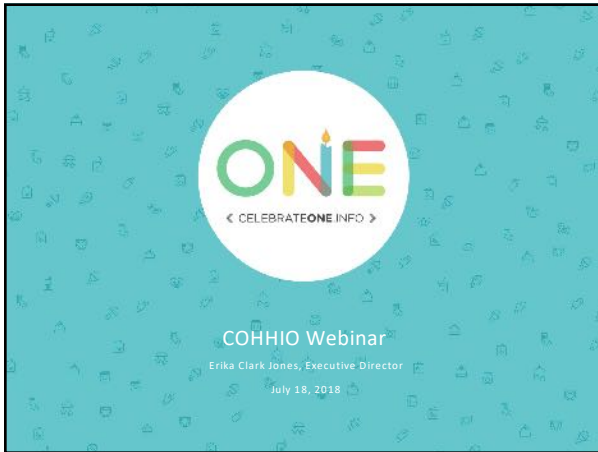 ONE
< CELEBRATEONE.INFO >
COHHIO Webinar
Erika Clark Jones, Executive Director
July 18, 2018